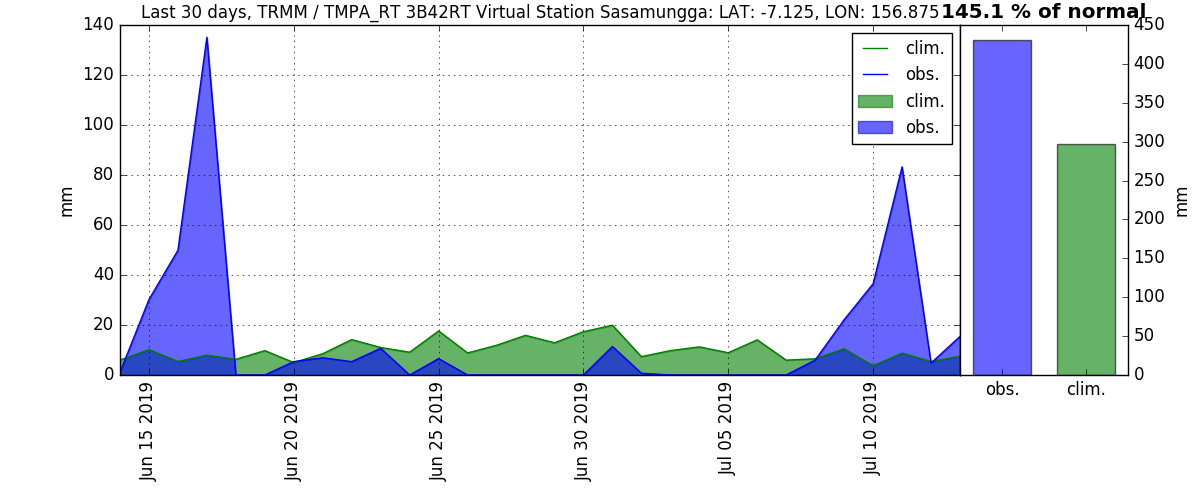 Last 30 days, TRMM / TMPA_RT 3B42RT Virtual Station Sasamungga: LAT: -7.125, LON: 156.875
145.1 % of normal
140
120
100
80
60
40
20
0
mm
clim.
obs.
clim.
obs.
Jun 15 2019
Jun 20 2019
Jun 25 2019
Jun 30 2019
Jul 05 2019
Jul 10 2019
450
400
350
300
250
200
150
100
50
0
mm
obs.
clim.